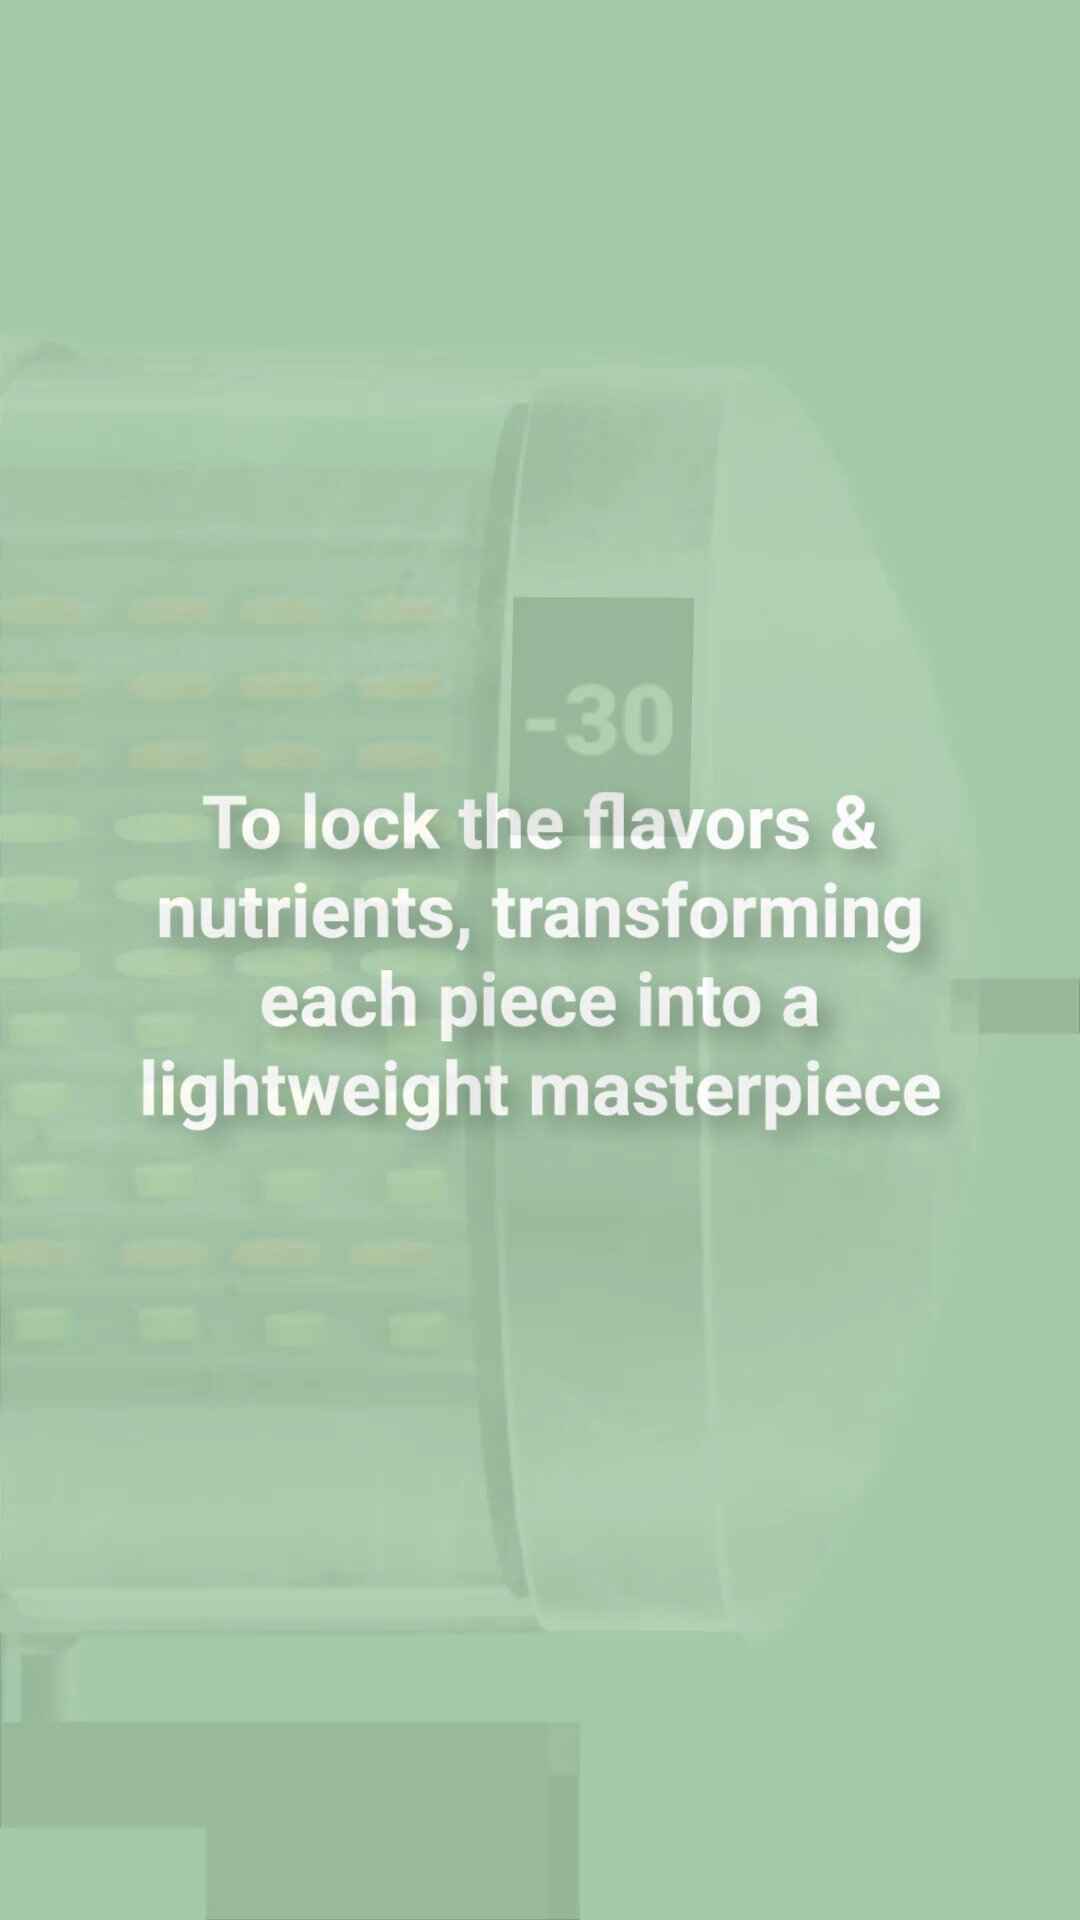 -30
To lock the flavors &
nutrients, transforming
each piece into a
lightweight masterpiece